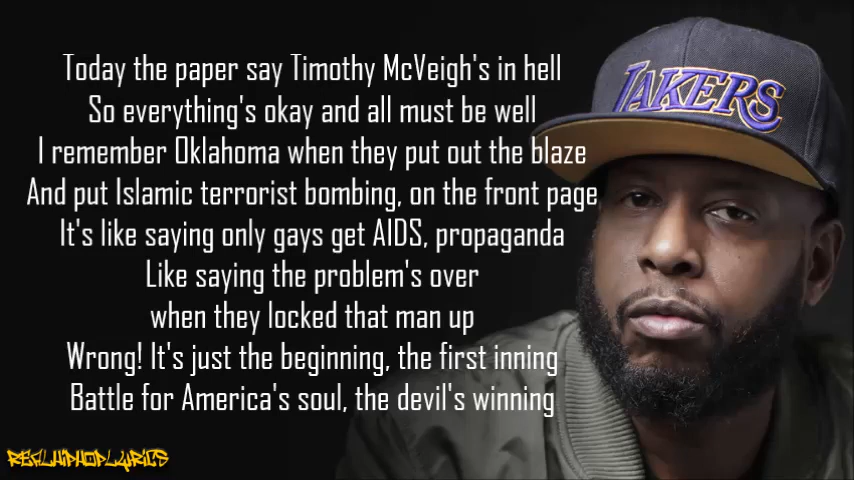 Today the paper say Timothy McVeigh's in hell
So everything's okay and all must be well
I remember Oklahoma when they put out the blaze
And put Islamic terrorist bombing, on the front page
It's like saying only gays get AIDS, propaganda
Like saying the problem's over
when they locked that man up
Wrong! It's just the beginning, the first inning
Battle for America's soul, the devil's winning
LAKERS
REALHIPHOPLYRICS